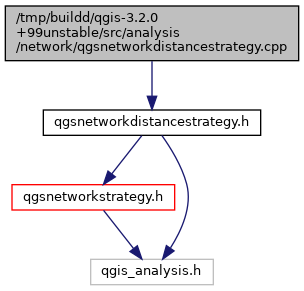 /tmp/buildd/qgis-3.2.0
+99unstable/src/analysis
/network/qgsnetworkdistancestrategy.cpp
qgsnetworkdistancestrategy.h
qgsnetworkstrategy.h
qgis_analysis.h